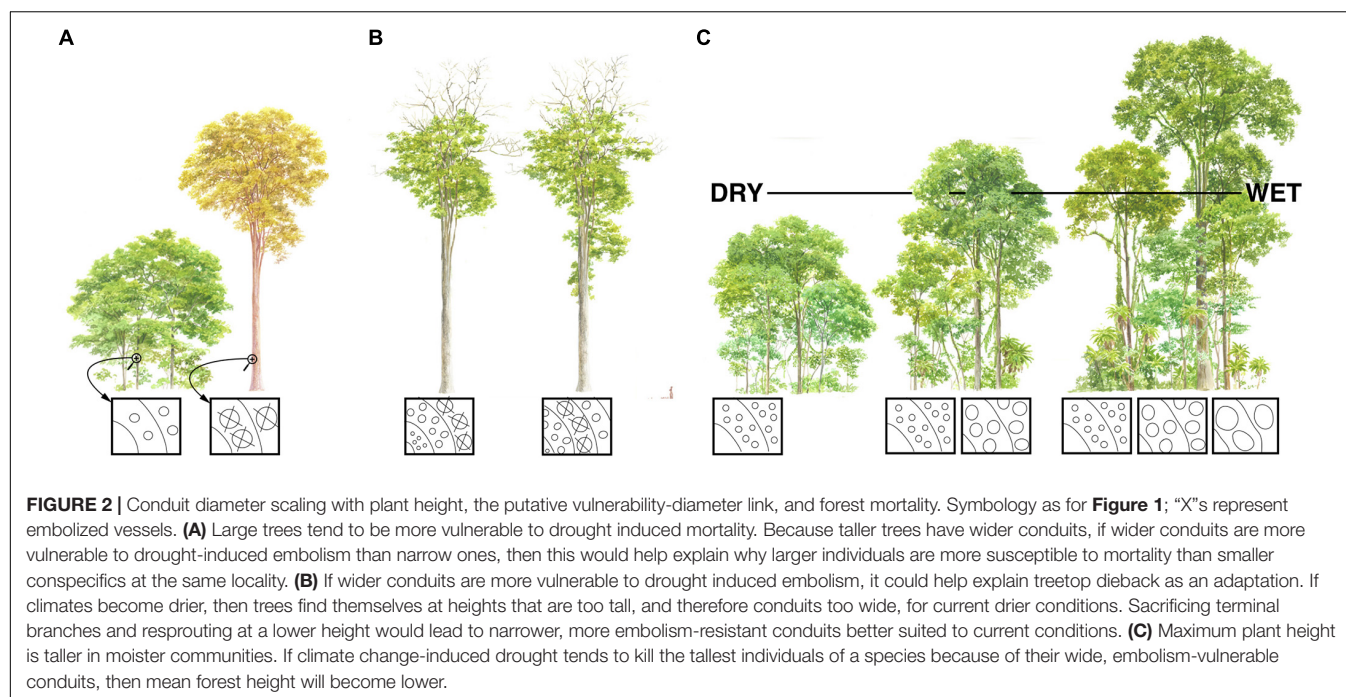 A
B
C
DRY
WET
FIGURE 2 | Conduit diameter scaling with plant height, the putative vulnerability-diameter link, and forest mortality. Symbology as for Figure 1; “X”s represent
embolized vessels. (A) Large trees tend to be more vulnerable to drought induced mortality. Because taller trees have wider conduits, if wider conduits are more
vulnerable to drought-induced embolism than narrow ones, then this would help explain why larger individuals are more susceptible to mortality than smaller
conspecifics at the same locality. (B) If wider conduits are more vulnerable to drought induced embolism, it could help explain treetop dieback as an adaptation. If
climates become drier, then trees find themselves at heights that are too tall, and therefore conduits too wide, for current drier conditions. Sacrificing terminal
branches and resprouting at a lower height would lead to narrower, more embolism-resistant conduits better suited to current conditions. (C) Maximum plant height
is taller in moister communities. If climate change-induced drought tends to kill the tallest individuals of a species because of their wide, embolism-vulnerable
conduits, then mean forest height will become lower.